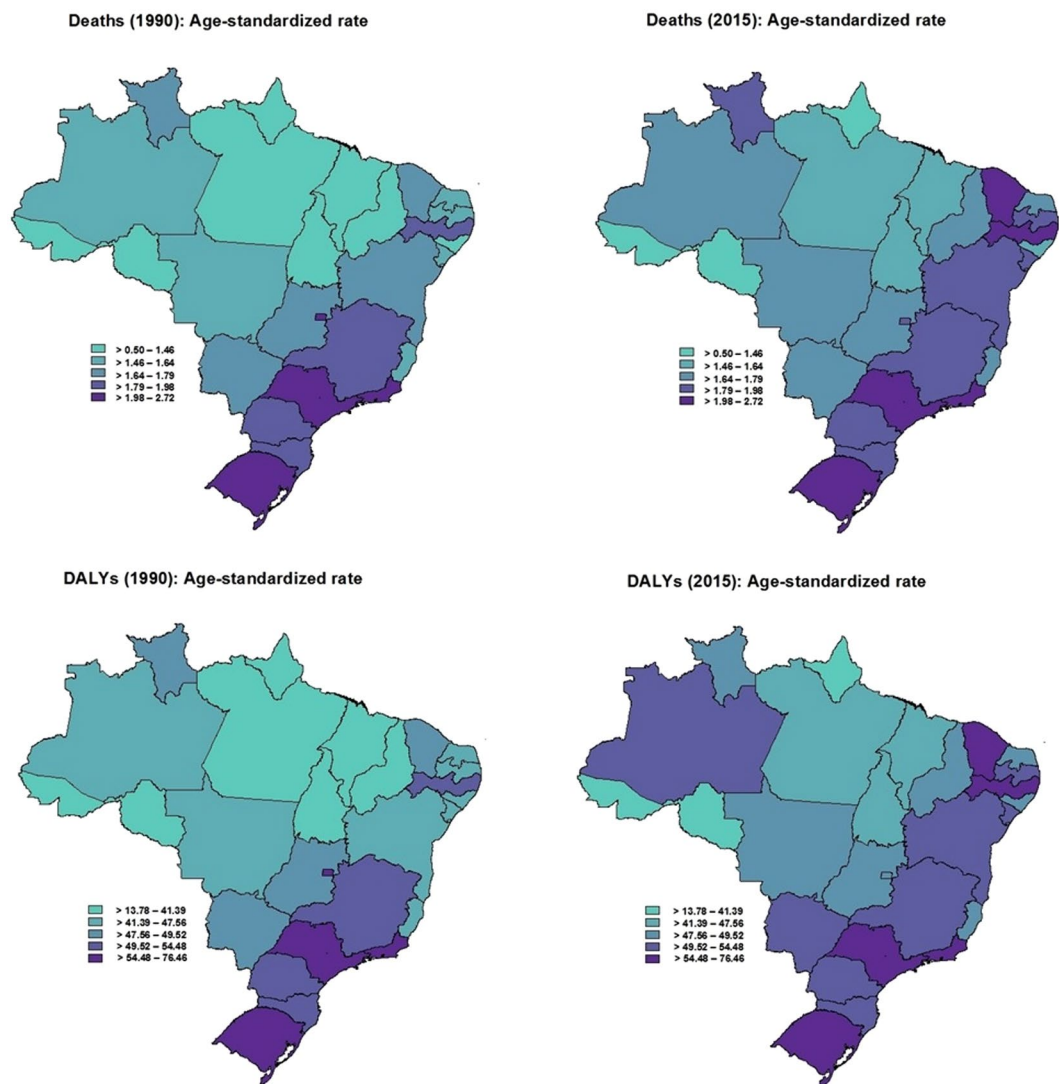 Deaths (1990): Age-standardized rate
Deaths (2015): Age-standardized rate
> 0.50 – 1.46
> 1.46 – 1.64
> 1.64 – 1.79
> 1.79 – 1.98
> 1.98 – 2.72
> 0.50 – 1.46
> 1.46 – 1.64
> 1.64 – 1.79
> 1.79 – 1.98
> 1.98 – 2.72
DALYs (1990): Age-standardized rate
DALYs (2015): Age-standardized rate
> 13.78 – 41.39
> 41.39 – 47.56
> 47.56 – 49.52
> 49.52 – 54.48
> 54.48 – 76.46
> 13.78 – 41.39
> 41.39 – 47.56
> 47.56 – 49.52
> 49.52 – 54.48
> 54.48 – 76.46